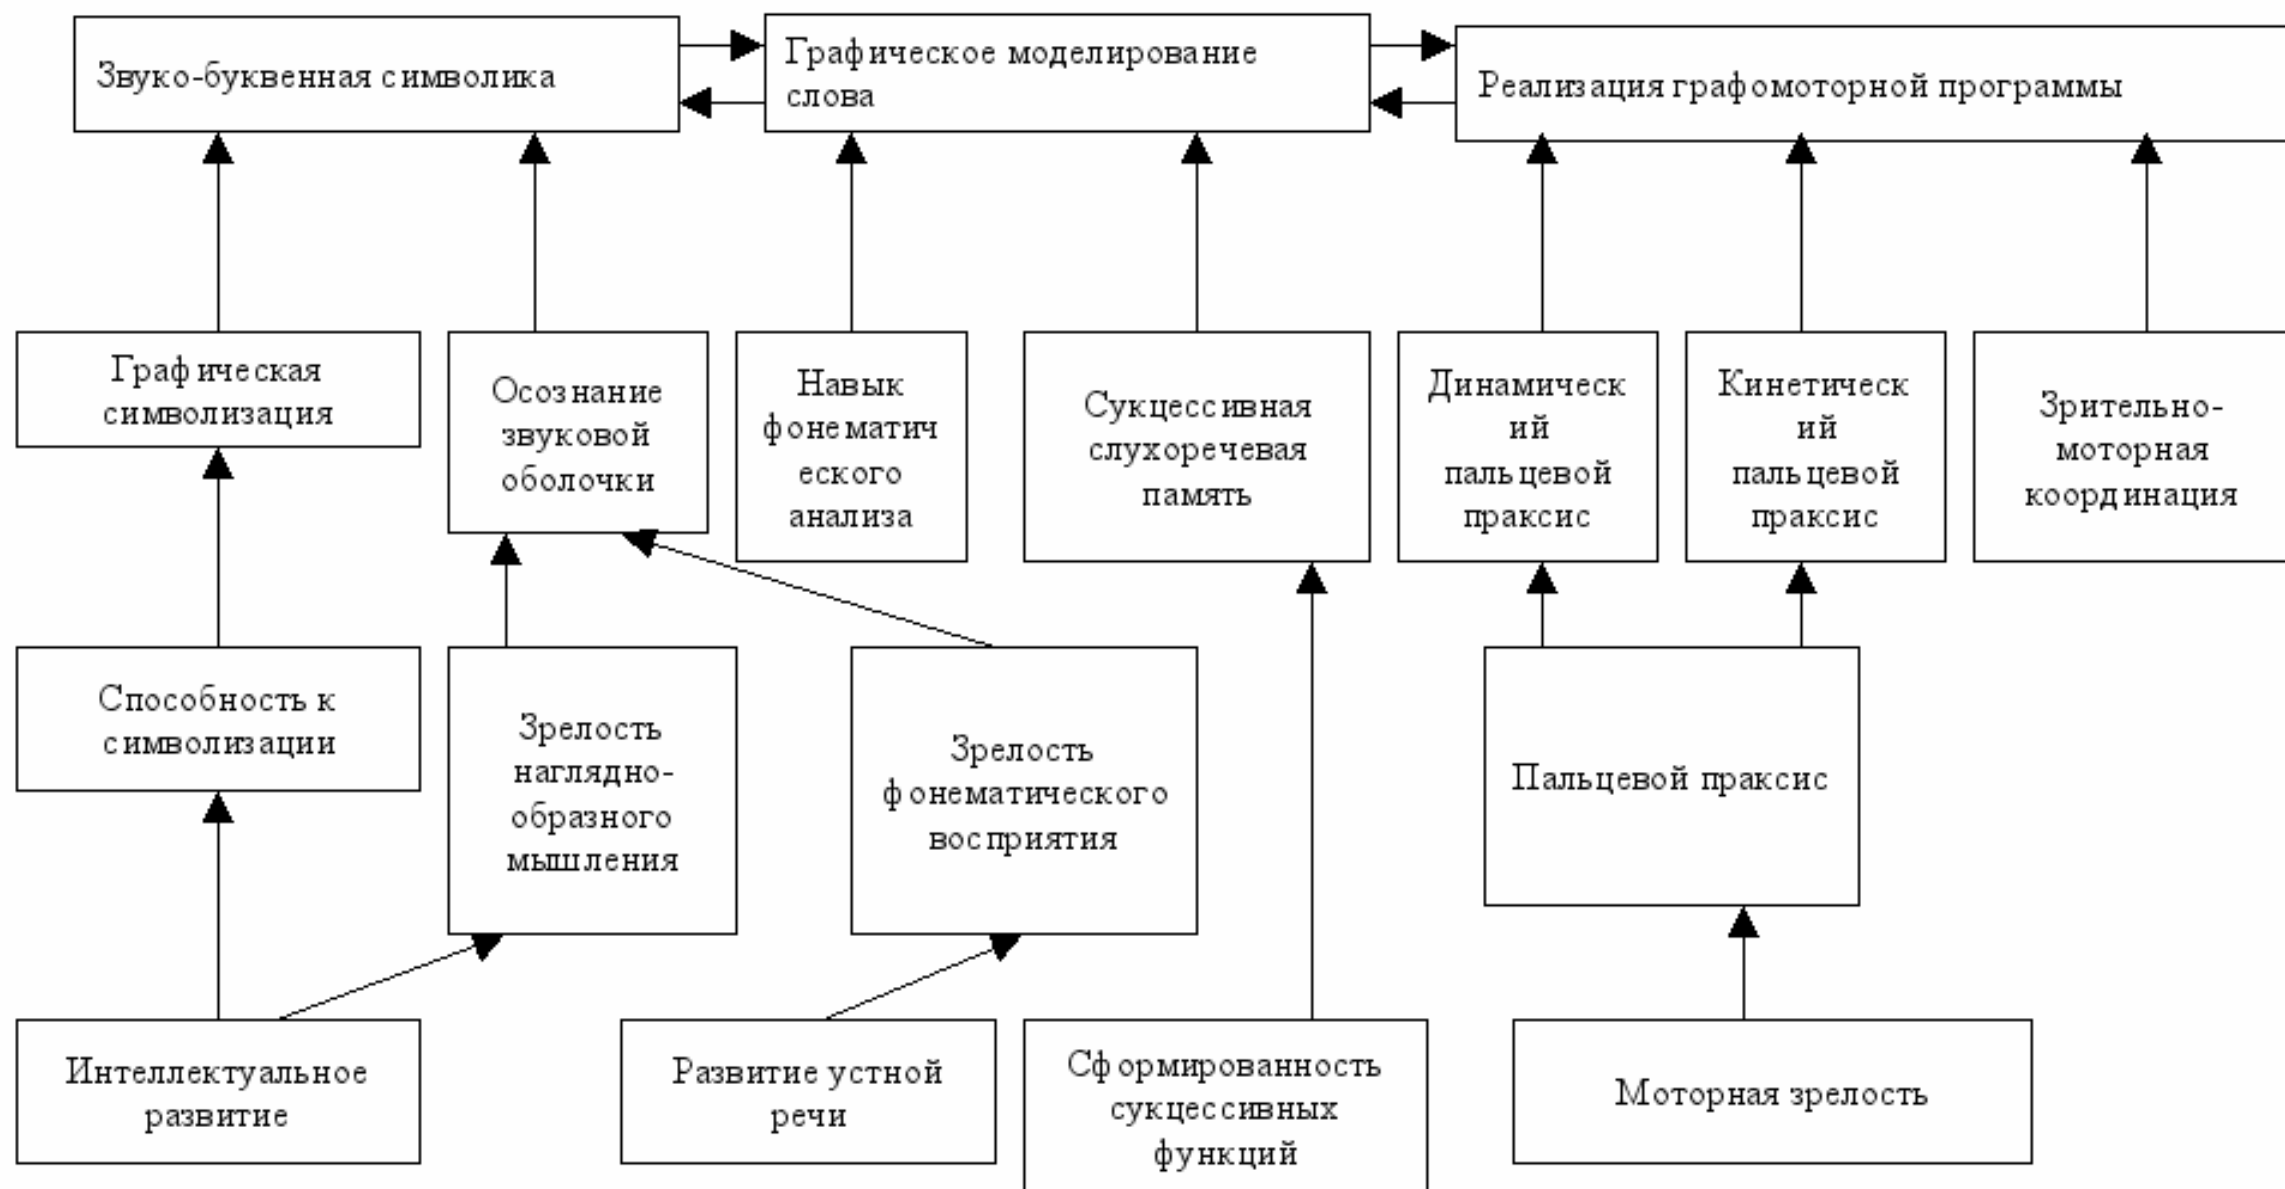 Звуко-буквенная символика
Графическое моделирование
слова
Реализация графомоторной программы
Графическая
символизация
Осознание
звуковой
оболочки
Навык
фонематич
еского
анализа
Сукцессивная
слухоречевая
память
Динамическ
ий
пальцевой
праксис
Кинетическ
ий
пальцевой
праксис
Зрительно-
моторная
координация
Способность к
символизации
Зрелость
наглядно-
образного
мышления
Зрелость
фонематического
восприятия
Пальцевой праксис
Интеллектуальное
развитие
Развитие устной
речи
Сформированность
сукцессивных
функций
Моторная зрелость